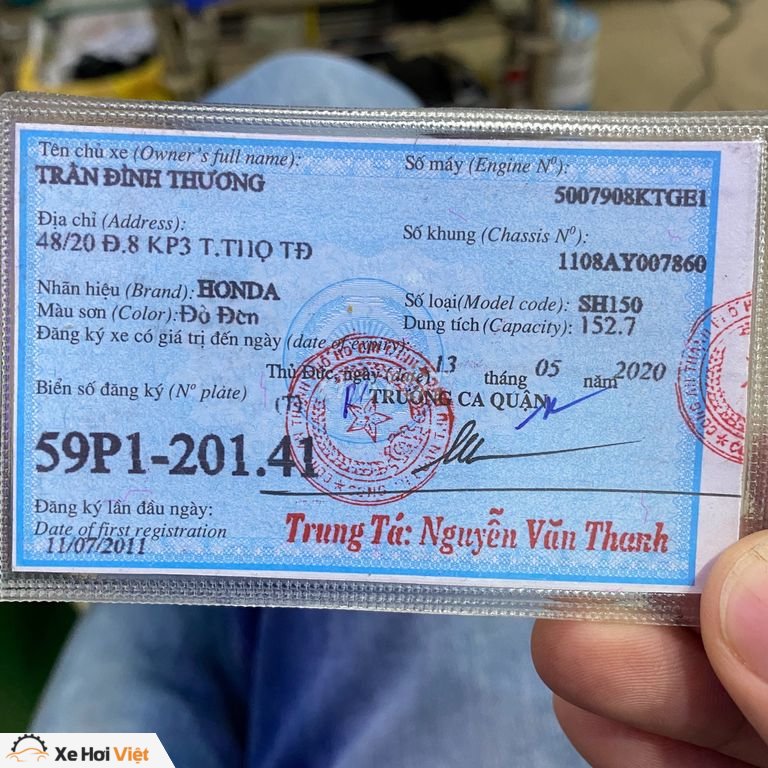 Tên chủ xe (Owner's full name):
TRẦN ĐÌNH THƯƠNG
Số máy (Engine Nº):
5007908KTGE1
Địa chỉ (Address):
48/20 Đ.8 KP3 T.THỌ TĐ
Số khung (Chassis Nº):
1108AY007860
Nhãn hiệu (Brand): HONDA
Số loại(Model code): SH150
Màu sơn (Color): Đỏ Đen
Dung tích (Capacity): 152.7
Đăng ký xe có giá trị đến ngày (date of expiry):
Thủ Đức, ngày (date) 13 tháng 05 năm 2020
Biển số đăng ký (Nº plate)
TRƯỞNG CA QUẬN
59P1-201.41
Đăng ký lần đầu ngày:
Date of first registration
11/07/2011
Trung Tá: Nguyễn Văn Thanh
Xe Hơi Việt